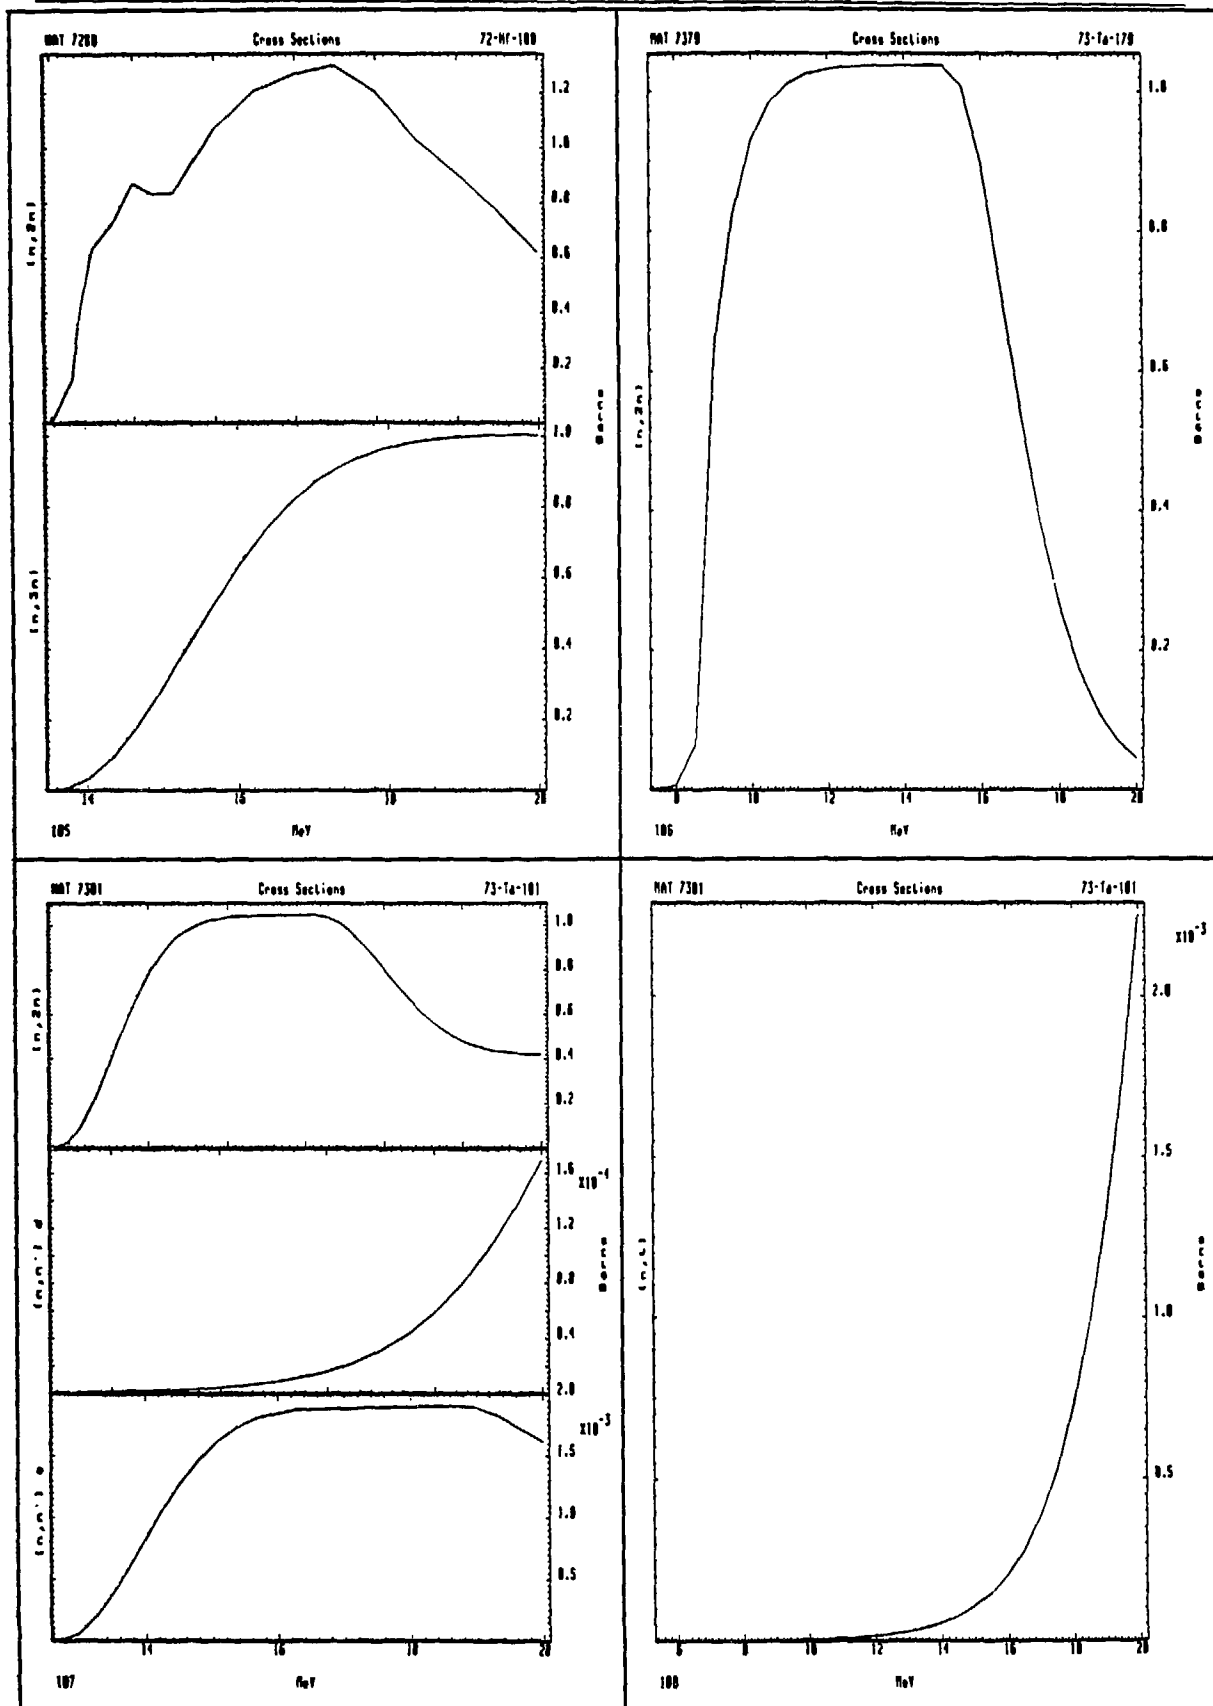 MAT 7280 Cross Sections 72-Hf-180
(n,2n)
1.2
1.0
0.8
0.6
0.4
0.2
Barns
(n,3n)
1.0
0.8
0.6
0.4
0.2
14 16 18 20
105 MeV
MAT 7379 Cross Sections 73-Ta-179
(n,2n)
1.0
0.8
0.6
0.4
0.2
Barns
8 10 12 14 16 18 20
106 MeV
MAT 7381 Cross Sections 73-Ta-181
(n,2n)
1.0
0.8
0.6
0.4
0.2
(n,n') d
1.6
X10-4
1.2
0.8
0.4
Barns
2.0
X10-3
(n,n') α
1.5
1.0
0.5
14 16 18 20
107 MeV
MAT 7381 Cross Sections 73-Ta-181
X10-3
2.0
1.5
1.0
0.5
Barns
6 8 10 12 14 16 18 20
108 MeV